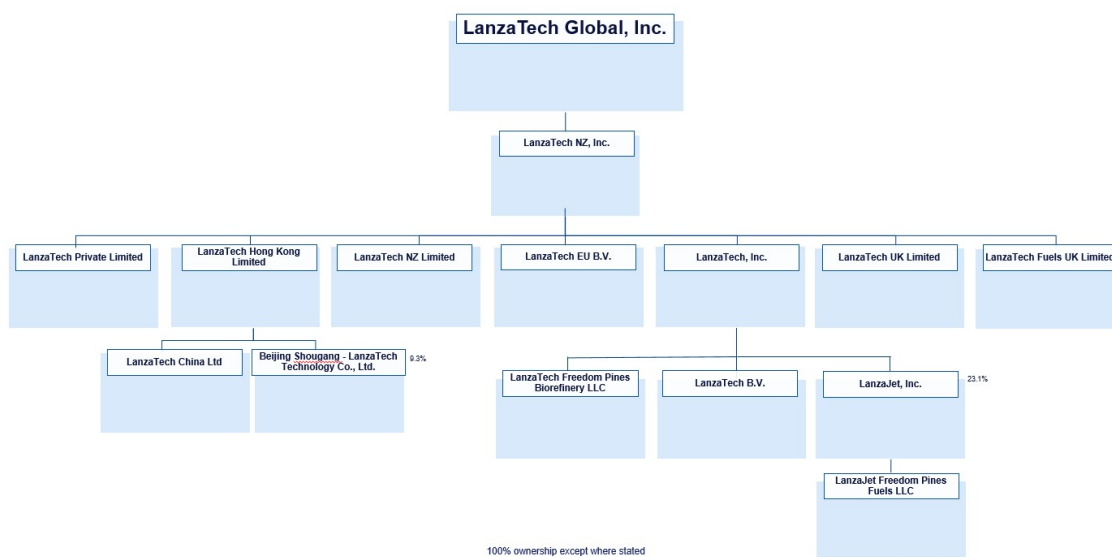 LanzaTech Global, Inc.
LanzaTech NZ, Inc.
LanzaTech Private Limited
LanzaTech Hong Kong
Limited
LanzaTech NZ Limited
LanzaTech EU B.V.
LanzaTech, Inc.
LanzaTech UK Limited
LanzaTech Fuels UK Limited
LanzaTech China Ltd
Beijing Shougang - LanzaTech
Technology Co., Ltd.
9.3%
LanzaTech Freedom Pines
Biorefinery LLC
LanzaTech B.V.
LanzaJet, Inc.
23.1%
LanzaJet Freedom Pines
Fuels LLC
100% ownership except where stated